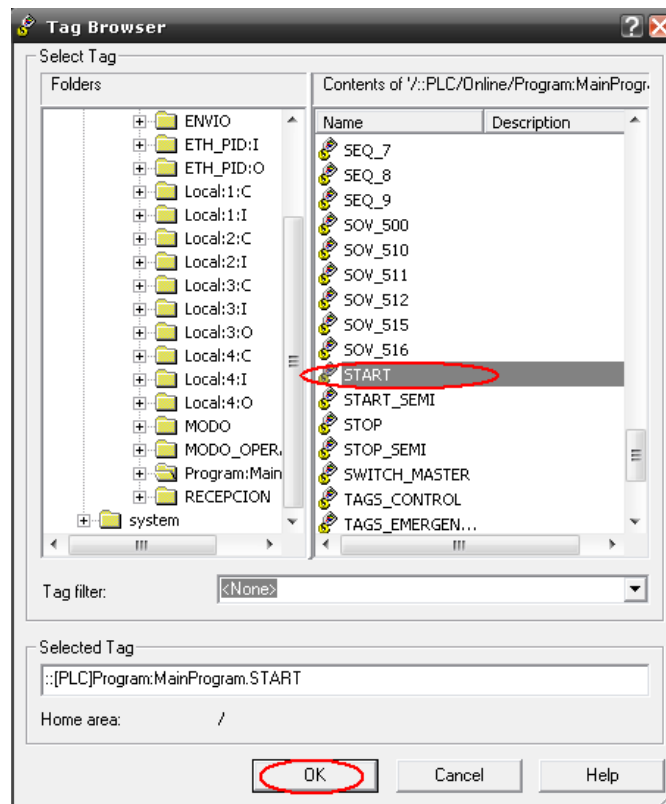 Tag Browser
Select Tag
Folders
ENVIO
ETH_PID:I
ETH_PID:O
Local:1:C
Local:1:I
Local:2:C
Local:2:I
Local:3:C
Local:3:I
Local:3:O
Local:4:C
Local:4:I
Local:4:O
MODO
MODO_OPER.
Program:Main
RECEPCION
system
Contents of '/::PLC/Online/Program:MainProgr
Name Description
SEQ_7
SEQ_8
SEQ_9
SOV_500
SOV_510
SOV_511
SOV_512
SOV_515
SOV_516
START
START_SEMI
STOP
STOP_SEMI
SWITCH_MASTER
TAGS_CONTROL
TAGS_EMERGEN...
Tag filter: <None>
Selected Tag
::[PLC]Program:MainProgram.START
Home area: /
OK Cancel Help